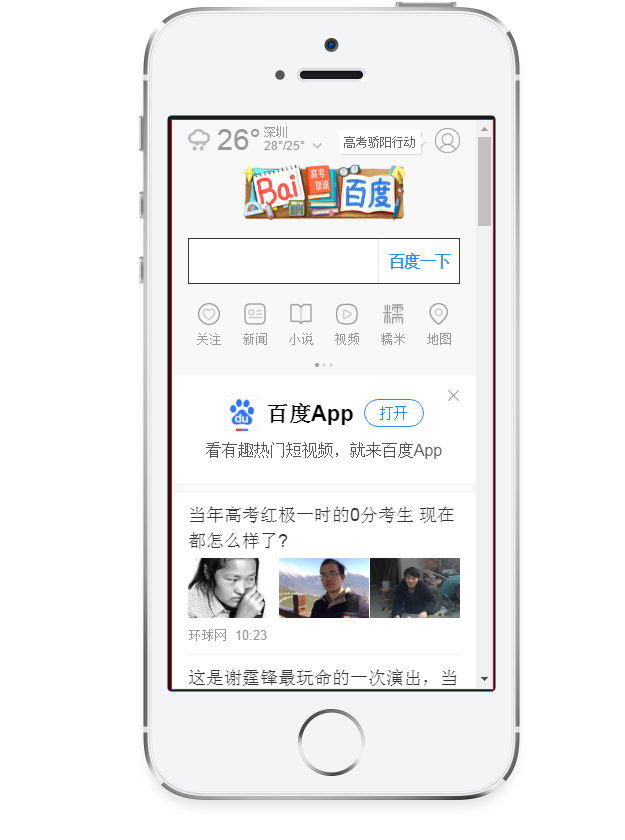 26°
深圳
28°/25°
高考骄阳行动
Bai
高考
百度
百度一下
关注
新闻
小说
视频
糯
糯米
地图
du
百度App
打开
看有趣热门短视频，就来百度App
当年高考红极一时的0分考生 现在
都怎么样了?
环球网 10:23
这是谢霆锋最玩命的一次演出，当